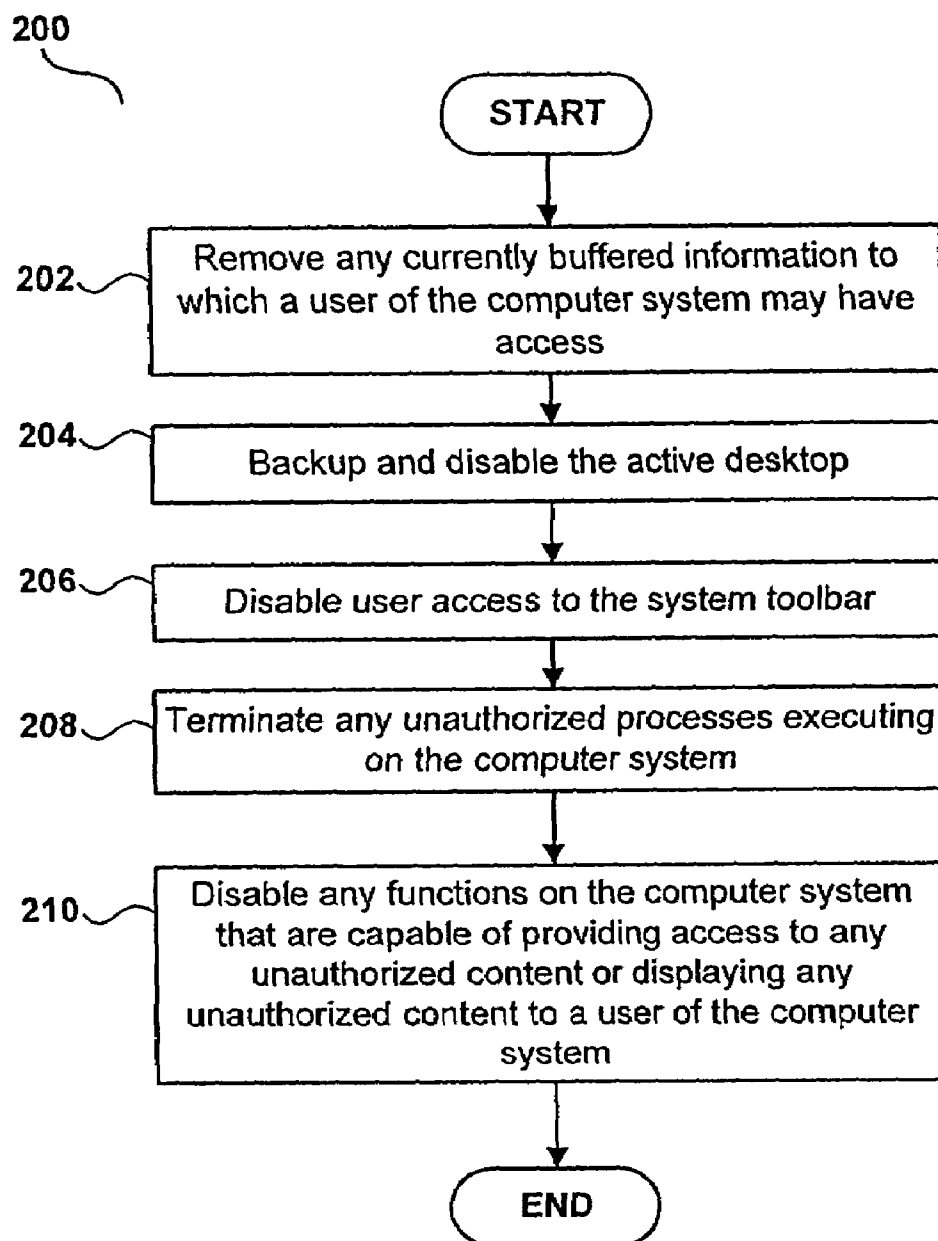 200
START
202
Remove any currently buffered information to
which a user of the computer system may have
access
204
Backup and disable the active desktop
206
Disable user access to the system toolbar
208
Terminate any unauthorized processes executing
on the computer system
210
Disable any functions on the computer system
that are capable of providing access to any
unauthorized content or displaying any
unauthorized content to a user of the computer
system
END